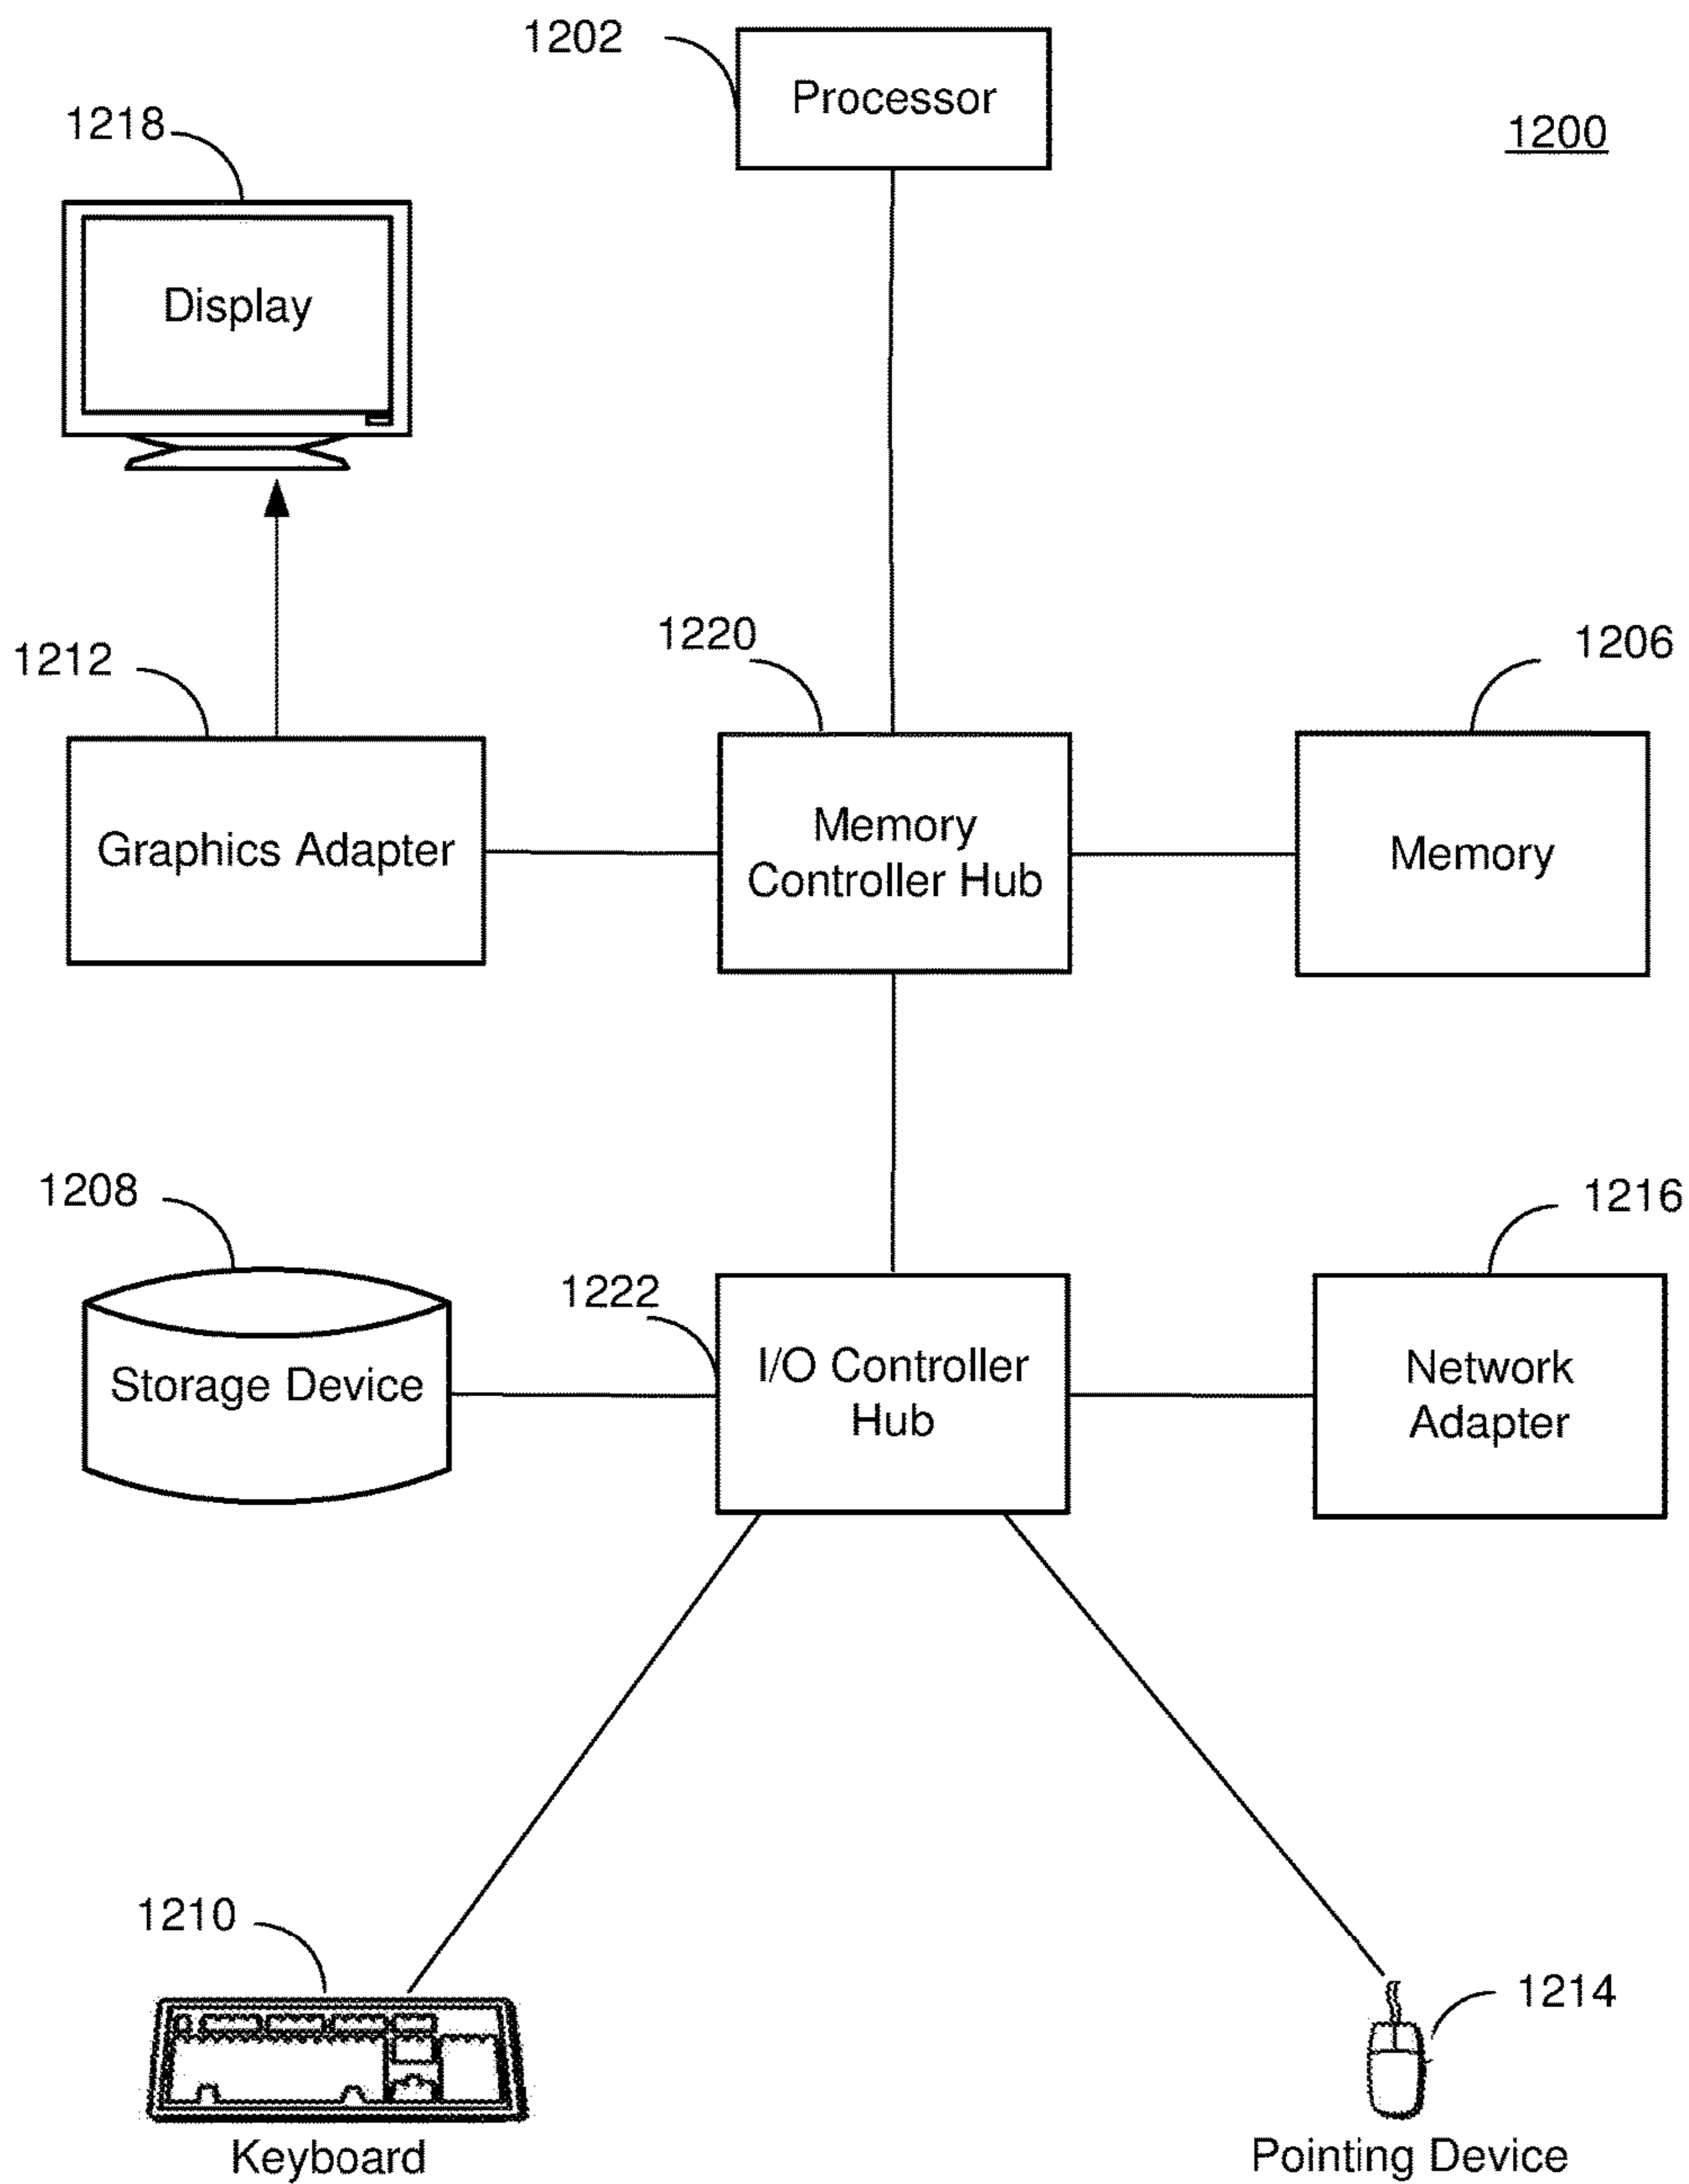 1202
Processor
1200
1218
Display
1212
1220
1206
Graphics Adapter
Memory
Controller Hub
Memory
1208
1222
1216
Storage Device
I/O Controller
Hub
Network
Adapter
1210
1214
Keyboard
Pointing Device